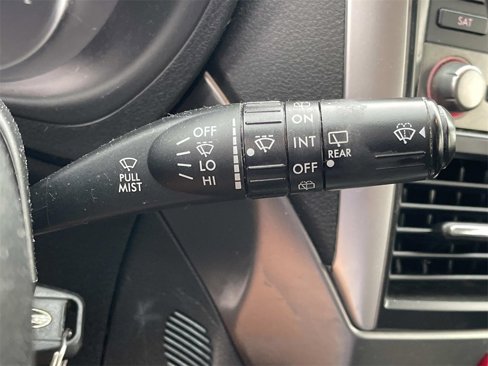 SAT
OFF
LO
HI
PULL
MIST
ON
INT
OFF
REAR